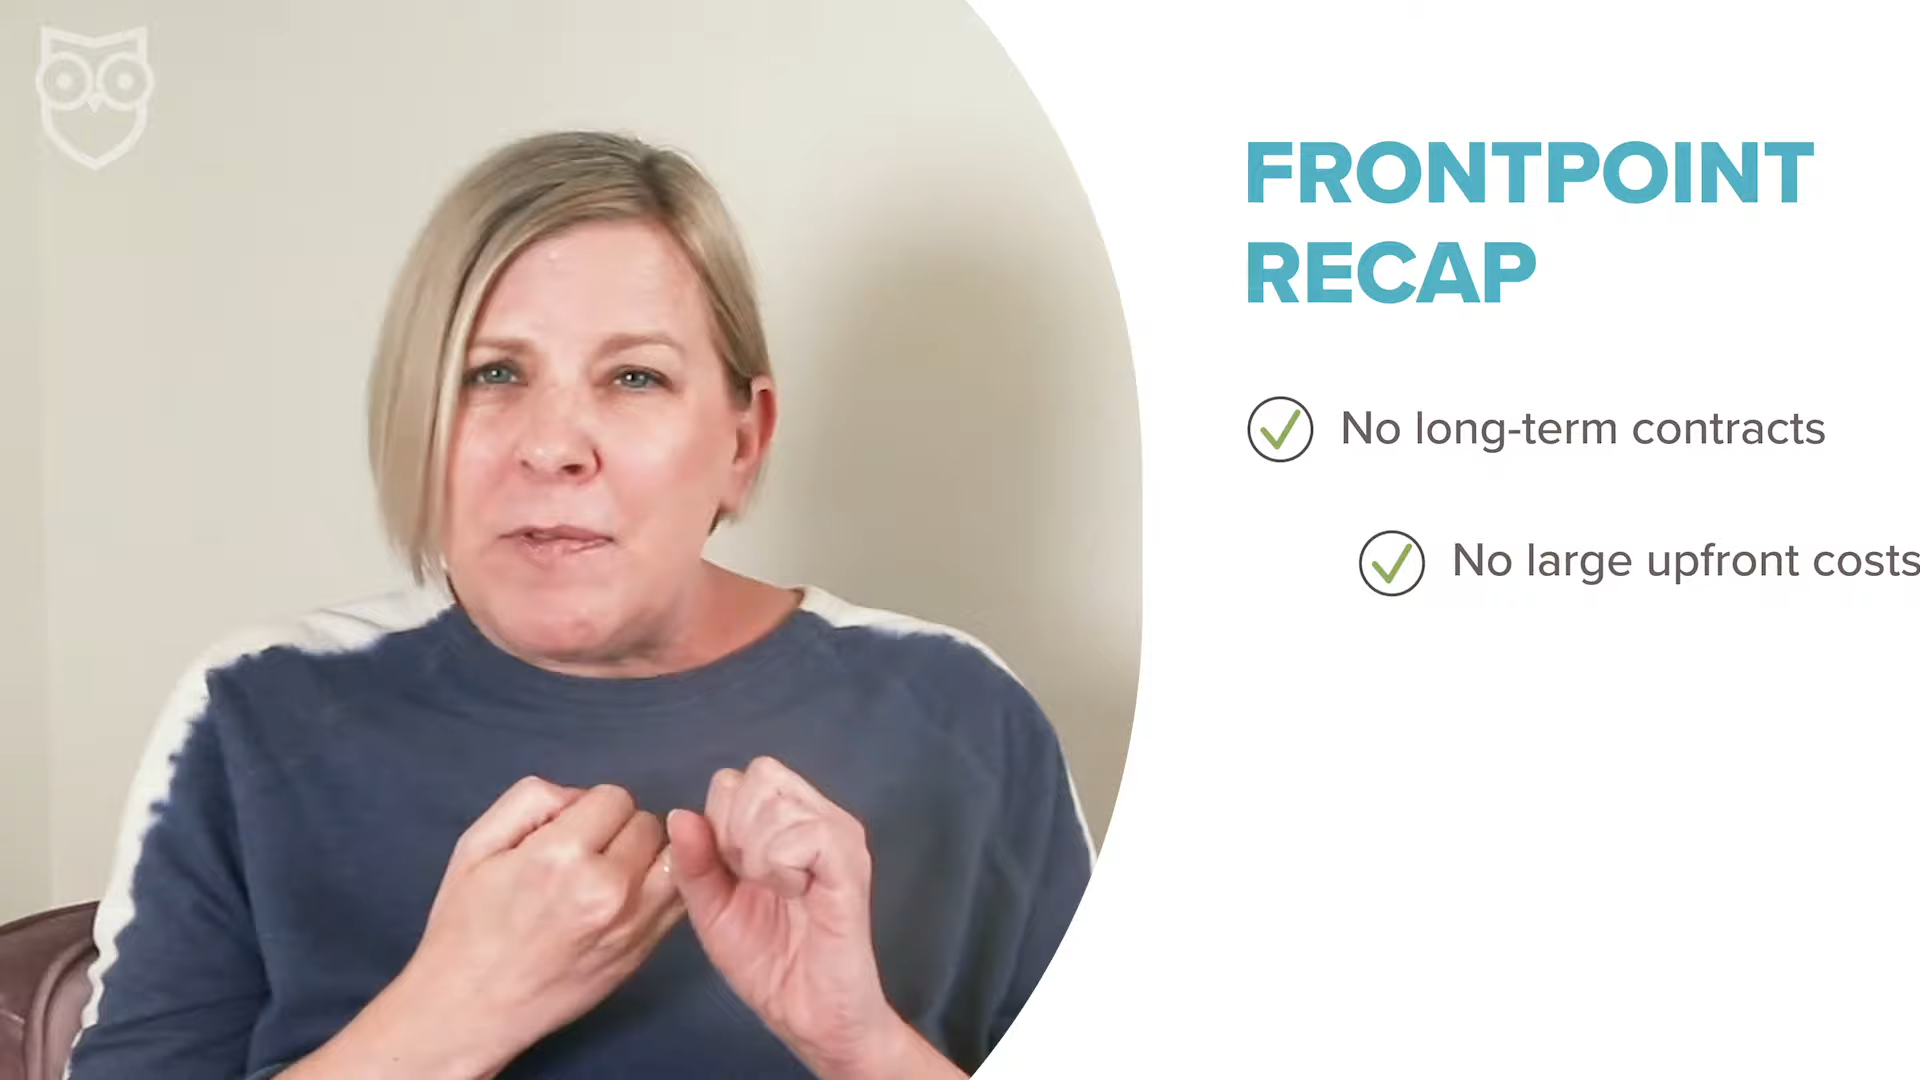 FRONTPOINT
RECAP
No long-term contracts
No large upfront costs